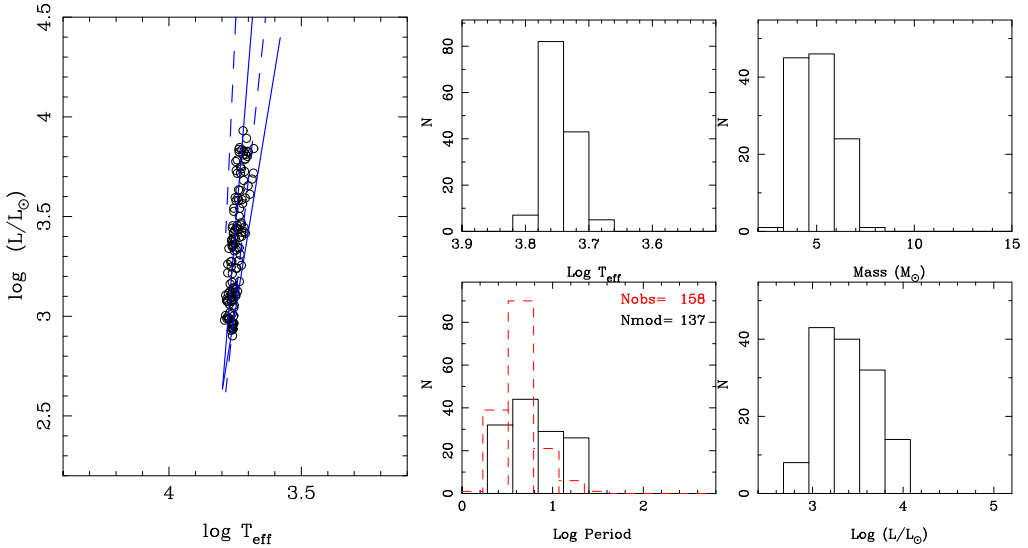 4.5
4
3.5
3
2.5
log (L/L☉)
4 3.5
log T_eff
80
60
40
20
0
N
3.9 3.8 3.7 3.6
Log T_eff
40
20
0
N
5 10 15
Mass (M☉)
Nobs= 158
Nmod= 137
80
60
40
20
0
N
0 1 2
Log Period
40
20
0
N
3 4 5
Log (L/L☉)